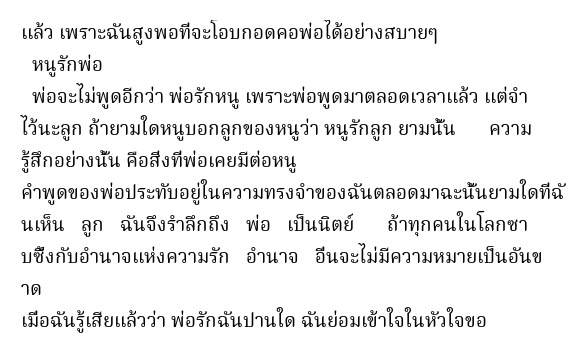 แล้ว เพราะฉันสูงพอที่จะโอบกอดคอพ่อได้อย่างสบายๆ
หนูรักพ่อ
พ่อจะไม่พูดอีกว่า พ่อรักหนู เพราะพ่อพูดมาตลอดเวลาแล้ว แต่จำ
ไว้นะลูก ถ้ายามใดหนูบอกลูกของหนูว่า หนูรักลูก ยามนั้น ความ
รู้สึกอย่างนั้น คือสิ่งที่พ่อเคยมีต่อหนู
คำพูดของพ่อประทับอยู่ในความทรงจำของฉันตลอดมาฉะนั้นยามใดที่ฉั
นเห็น ลูก ฉันจึงรำลึกถึง พ่อ เป็นนิตย์ ถ้าทุกคนในโลกซา
บซึ้งกับอำนาจแห่งความรัก อำนาจ อื่นจะไม่มีความหมายเป็นอันข
าด
เมื่อฉันรู้เสียแล้วว่า พ่อรักฉันปานใด ฉันย่อมเข้าใจในหัวใจขอ